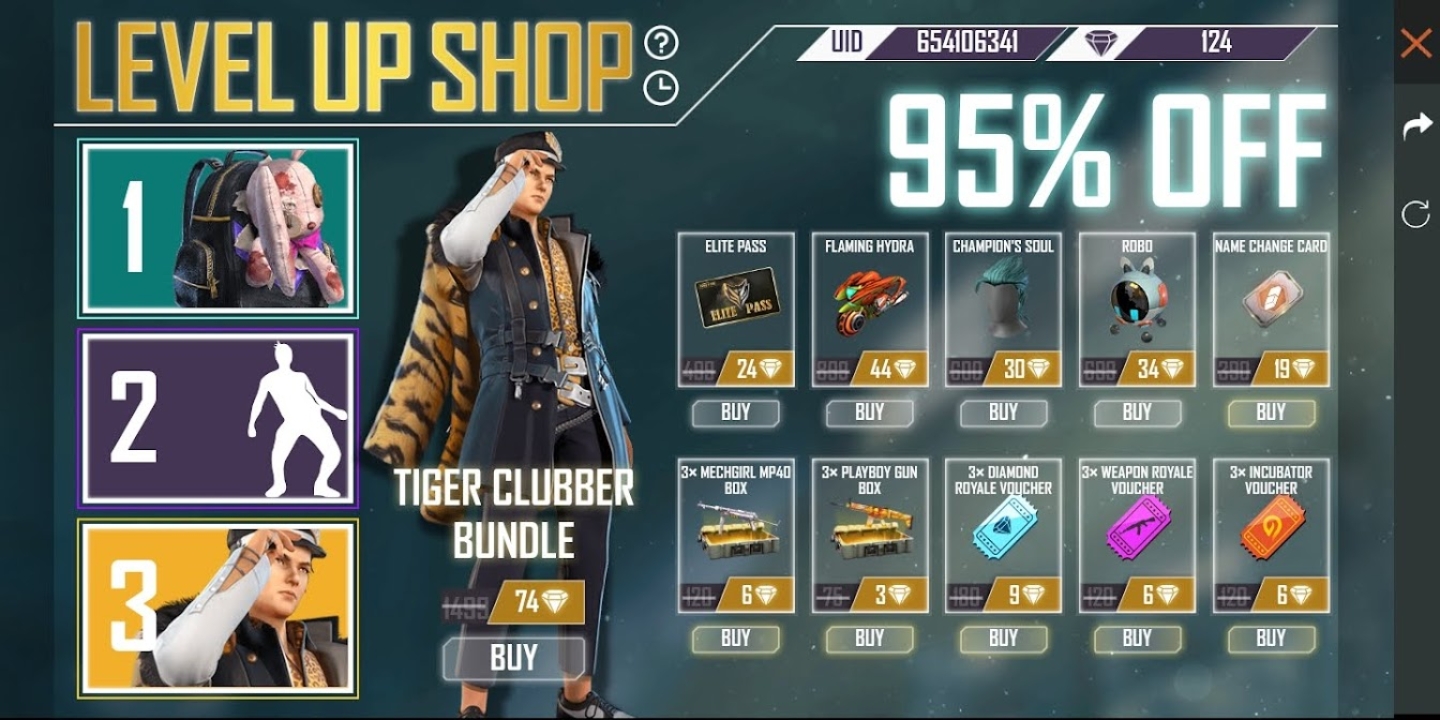 LEVEL UP SHOP
?
UID 654106341 124
95% OFF
1
2
3
TIGER CLUBBER
BUNDLE
1499 74
BUY
ELITE PASS
ELITE PASS
24
BUY
FLAMING HYDRA
44
BUY
CHAMPION'S SOUL
600 30
BUY
ROBO
34
BUY
NAME CHANGE CARD
390 19
BUY
3× MECHGIRL MP40
BOX
120 6
BUY
3× PLAYBOY GUN
BOX
75 3
BUY
3× DIAMOND
ROYALE VOUCHER
180 9
BUY
3× WEAPON ROYALE
VOUCHER
120 6
BUY
3× INCUBATOR
VOUCHER
120 6
BUY